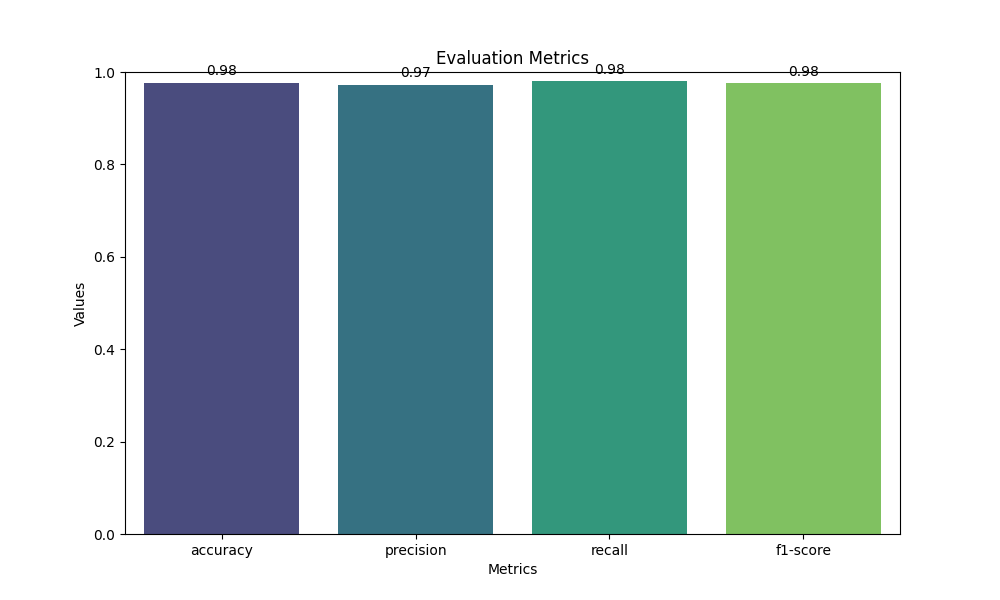 Evaluation Metrics
0.98
0.97
0.98
0.98
1.0
0.8
0.6
0.4
0.2
0.0
Values
accuracy
precision
recall
f1-score
Metrics